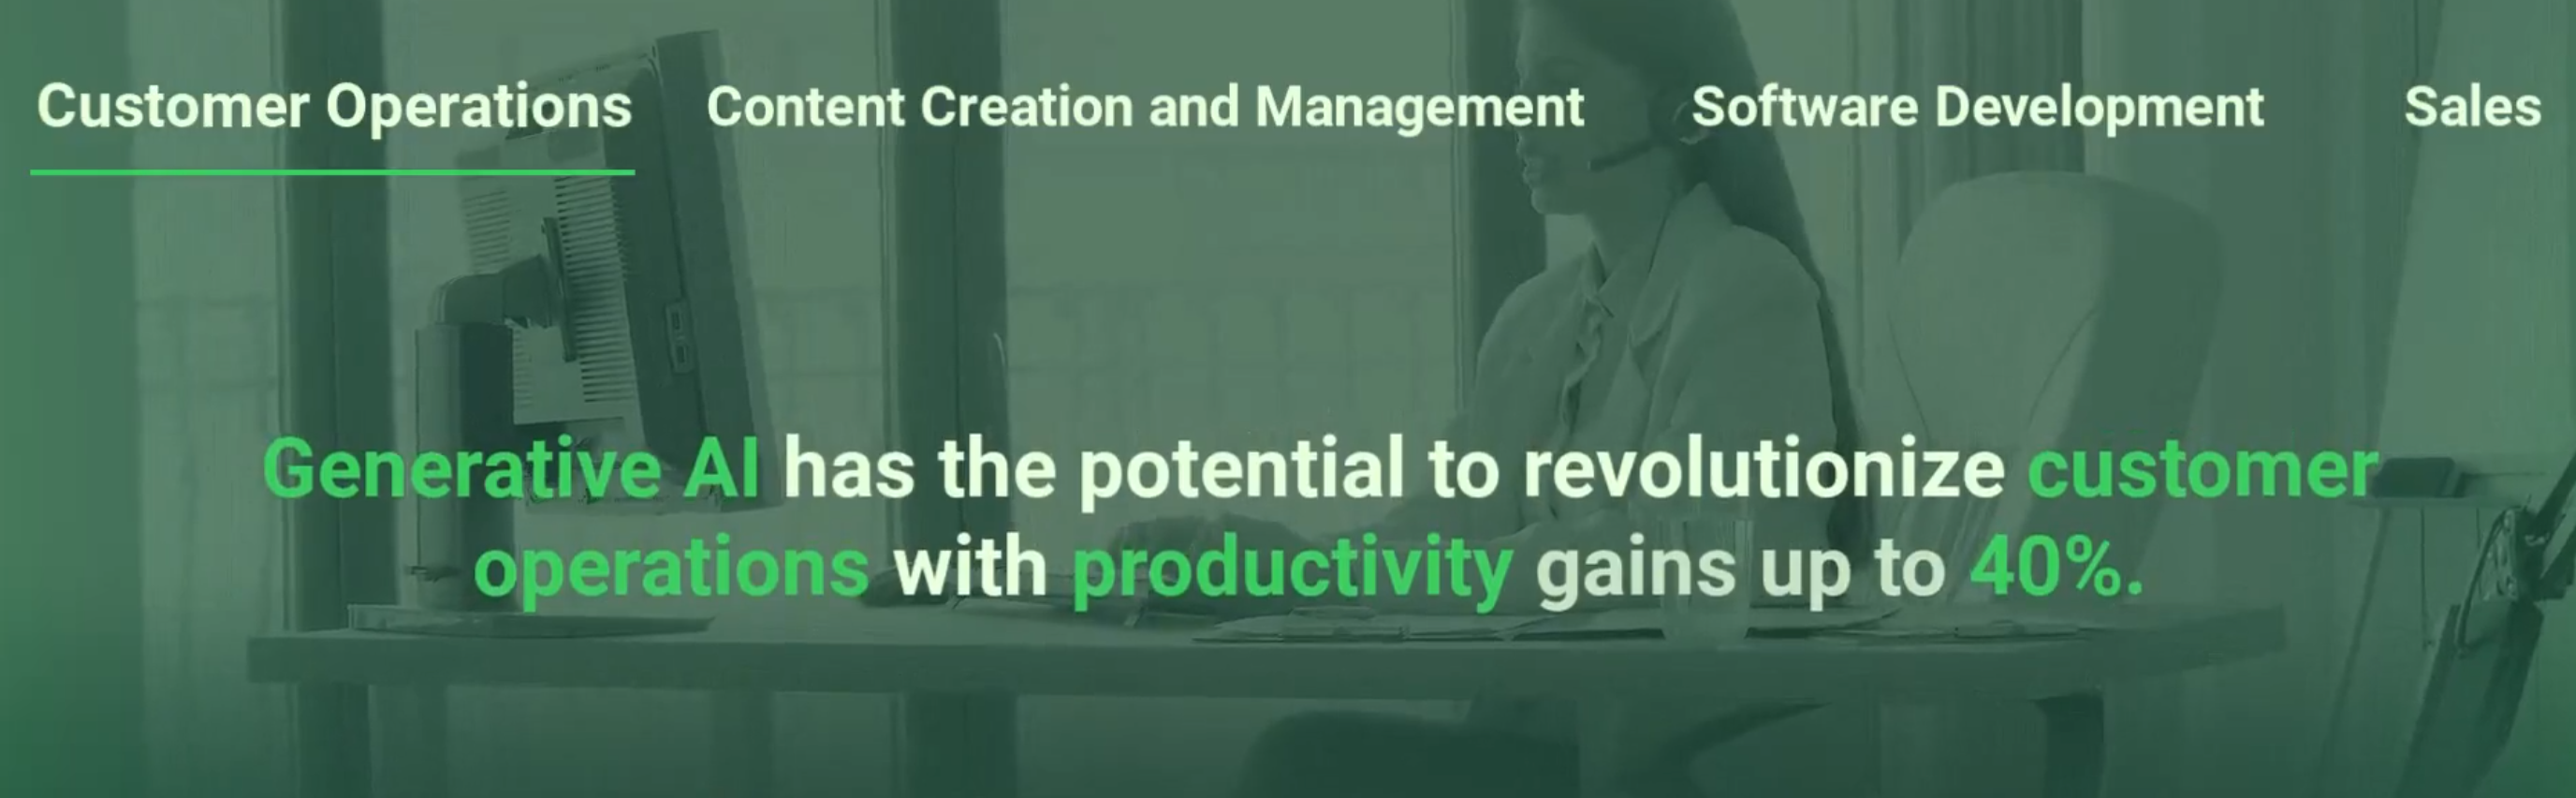 Customer Operations Content Creation and Management Software Development Sales
Generative AI has the potential to revolutionize customer
operations with productivity gains up to 40%.